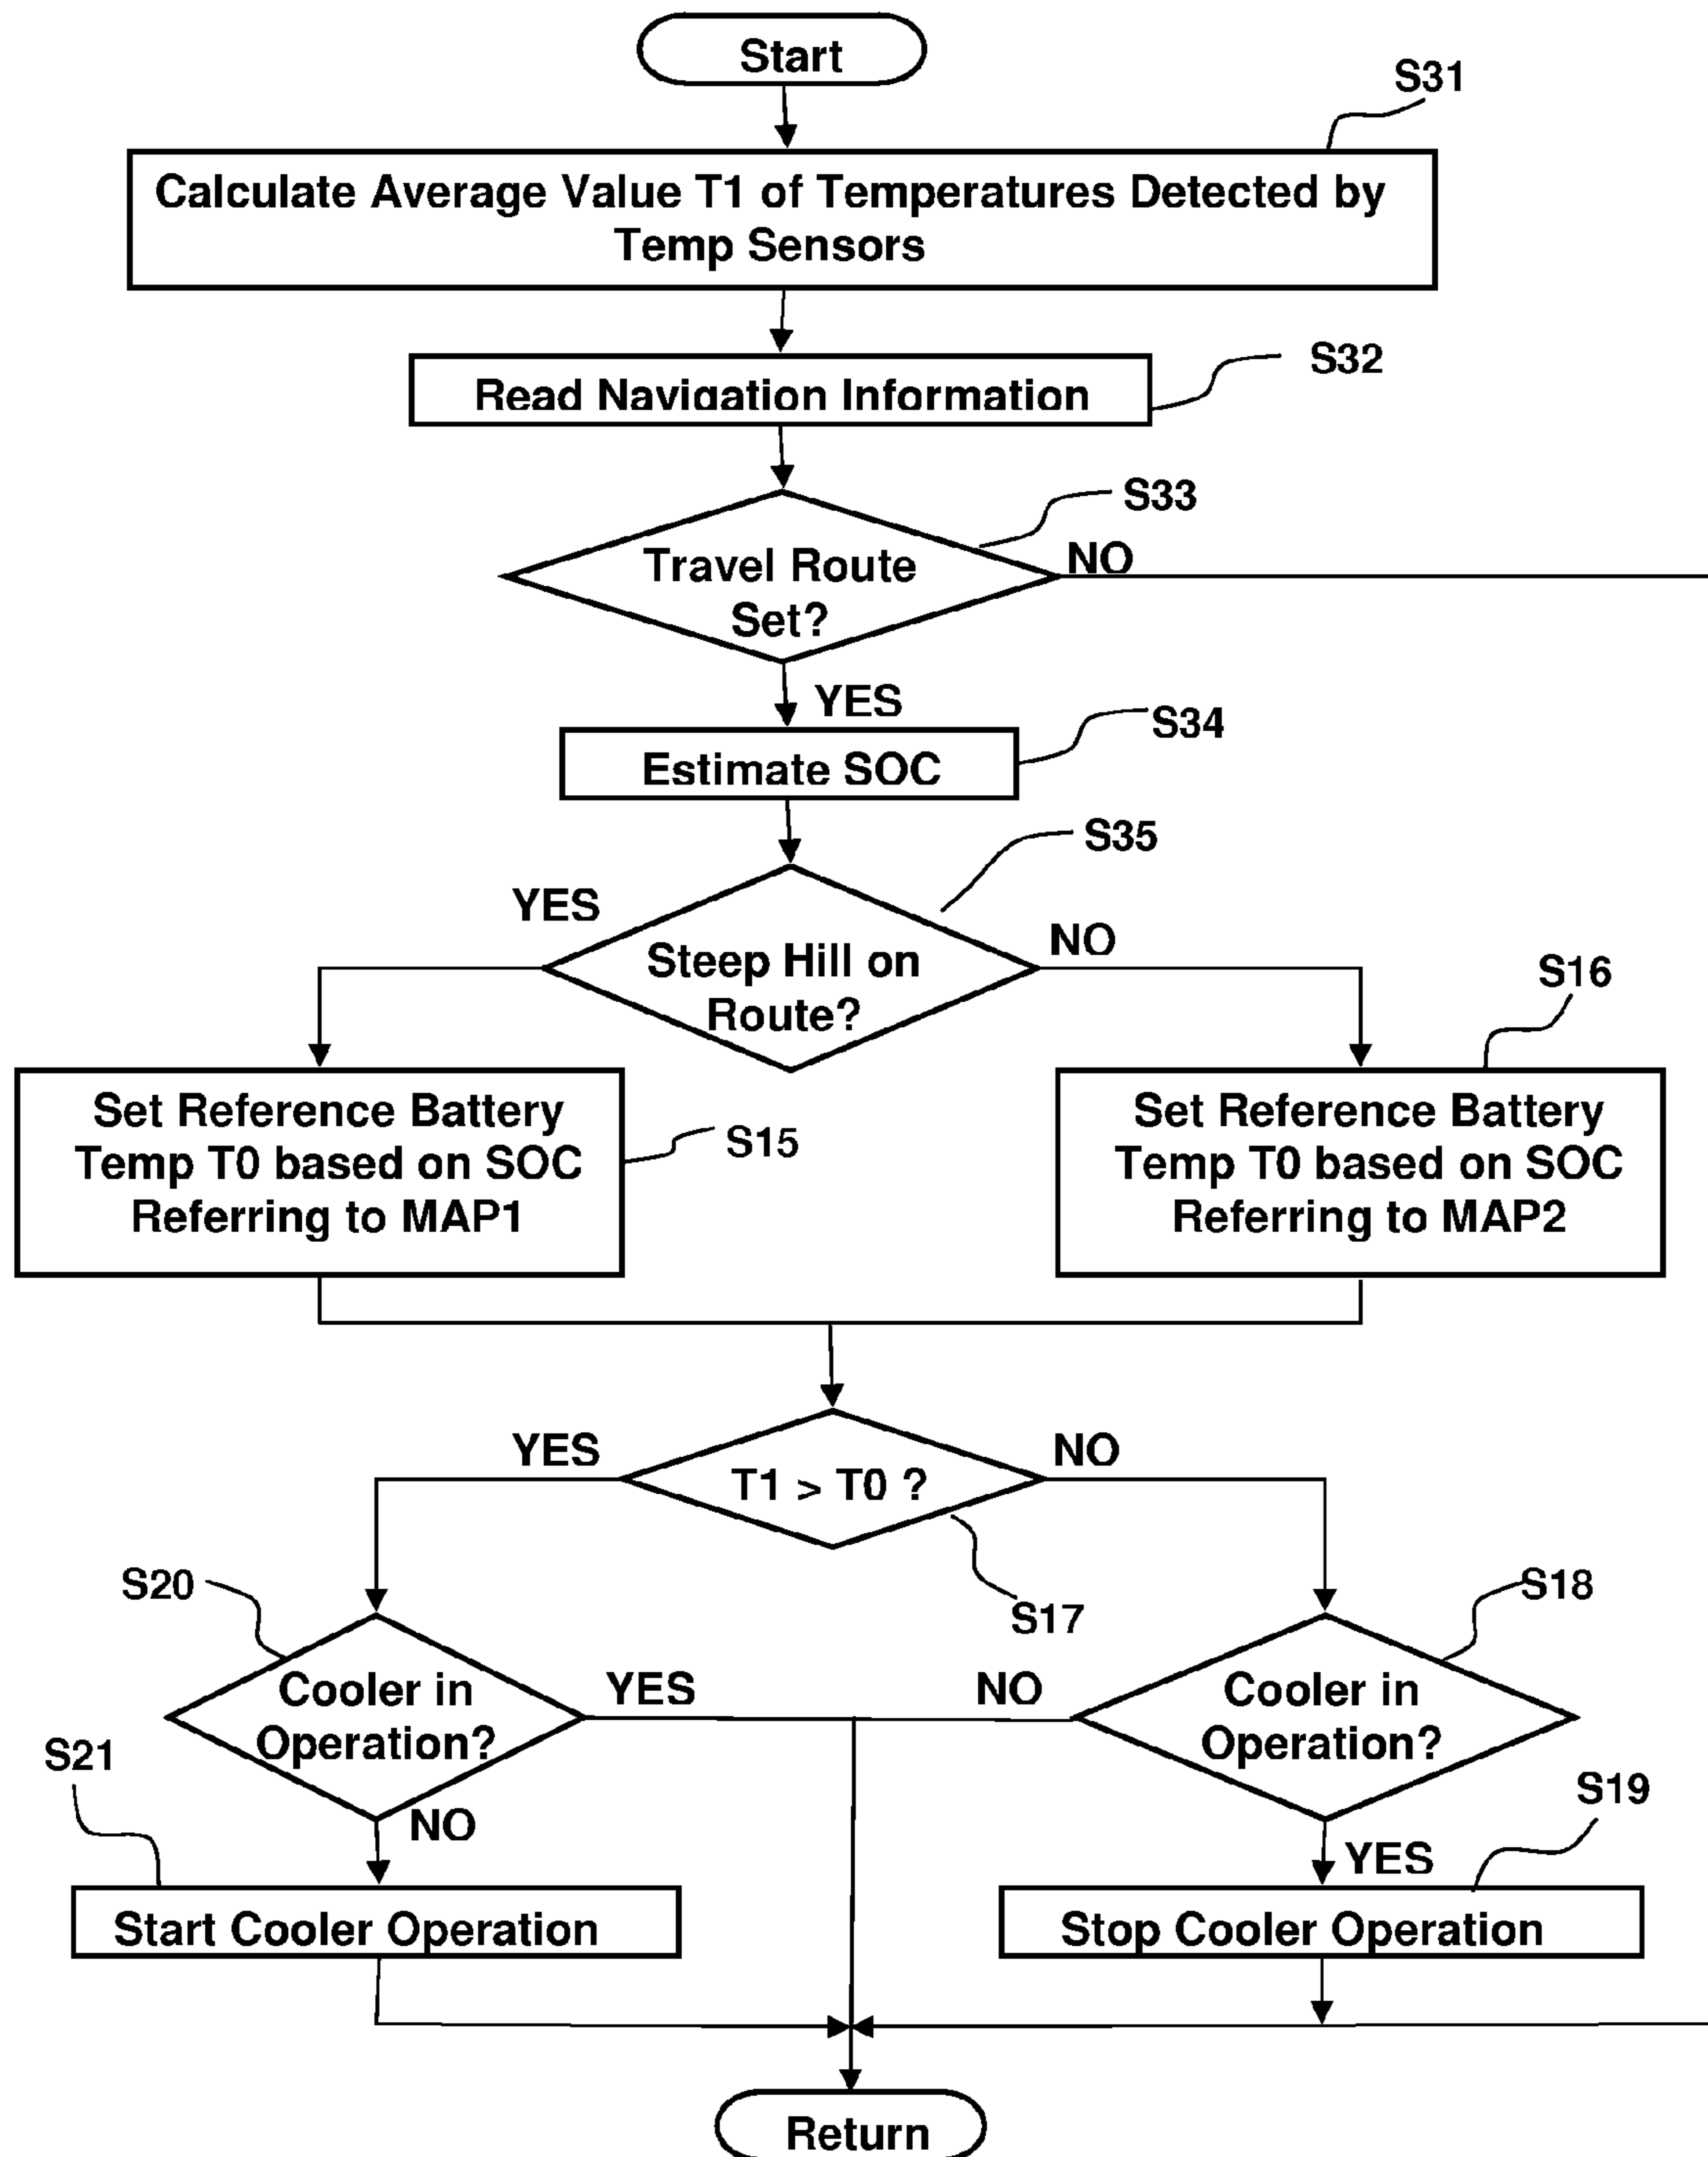 Start
S31
Calculate Average Value T1 of Temperatures Detected by
Temp Sensors
S32
Read Navigation Information
S33
Travel Route
Set?
NO
YES
S34
Estimate SOC
S35
YES
Steep Hill on
Route?
NO
S16
Set Reference Battery
Temp T0 based on SOC
Referring to MAP1
S15
Set Reference Battery
Temp T0 based on SOC
Referring to MAP2
YES
T1 > T0 ?
NO
S17
S20
S18
Cooler in
Operation?
YES
NO
Cooler in
Operation?
S21
NO
S19
YES
Start Cooler Operation
Stop Cooler Operation
Return